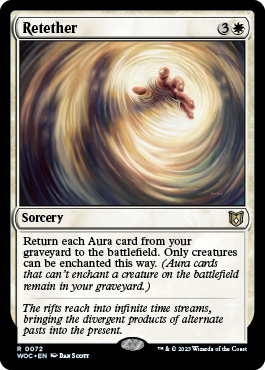 Retether 3
Sorcery
Return each Aura card from your
graveyard to the battlefield. Only creatures
can be enchanted this way. (Aura cards
that can't enchant a creature on the battlefield
remain in your graveyard.)
The rifts reach into infinite time streams,
bringing the divergent products of alternate
pasts into the present.
R 0072
WOC • EN DAN SCOTT
™ & © 2023 Wizards of the Coast